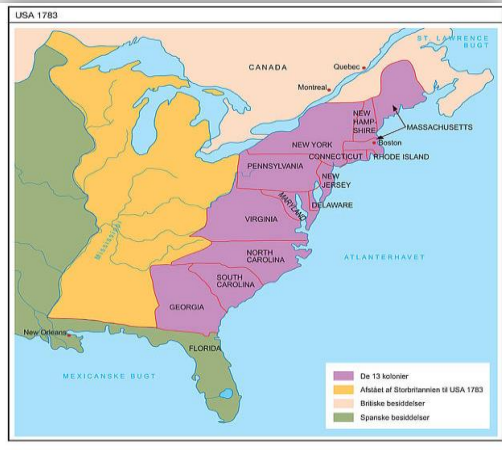 USA 1783
ST. LAWRENCE
BUGT
CANADA
Quebec
Montreal
NEW
HAMP-
SHIRE
MASSACHUSETTS
Boston
NEW YORK
CONNECTICUT
RHODE ISLAND
PENNSYLVANIA
NEW
JERSEY
MARYLAND
DELAWARE
VIRGINIA
Mississippi
NORTH
CAROLINA
ATLANTERHAVET
SOUTH
CAROLINA
GEORGIA
New Orleans
FLORIDA
MEXICANSKE BUGT
De 13 kolonier
Afstået af Storbritannien til USA 1783
Britiske besiddelser
Spanske besiddelser